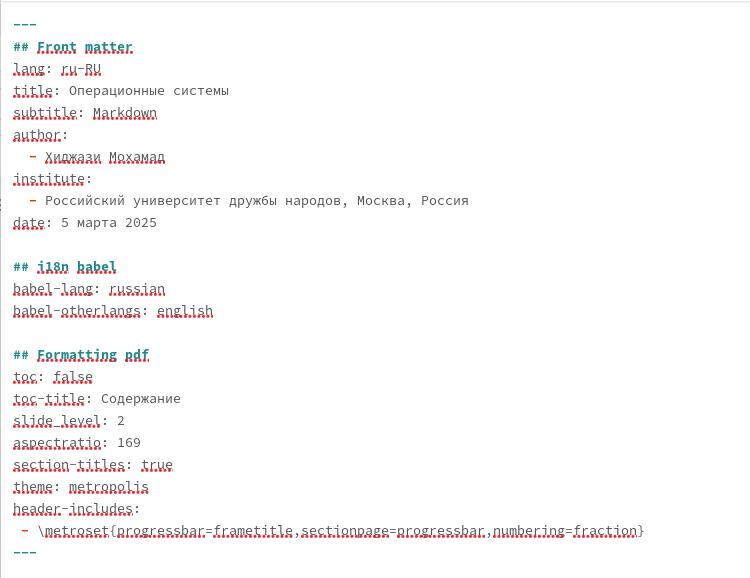 ---
## Front matter
lang: ru-RU
title: Операционные системы
subtitle: Markdown
author:
  - Хиджази Мохамад
institute:
  - Российский университет дружбы народов, Москва, Россия
date: 5 марта 2025
## i18n babel
babel-lang: russian
babel-otherlangs: english
## Formatting pdf
toc: false
toc-title: Содержание
slide_level: 2
aspectratio: 169
section-titles: true
theme: metropolis
header-includes:
 - \metroset{progressbar=frametitle,sectionpage=progressbar,numbering=fraction}
---